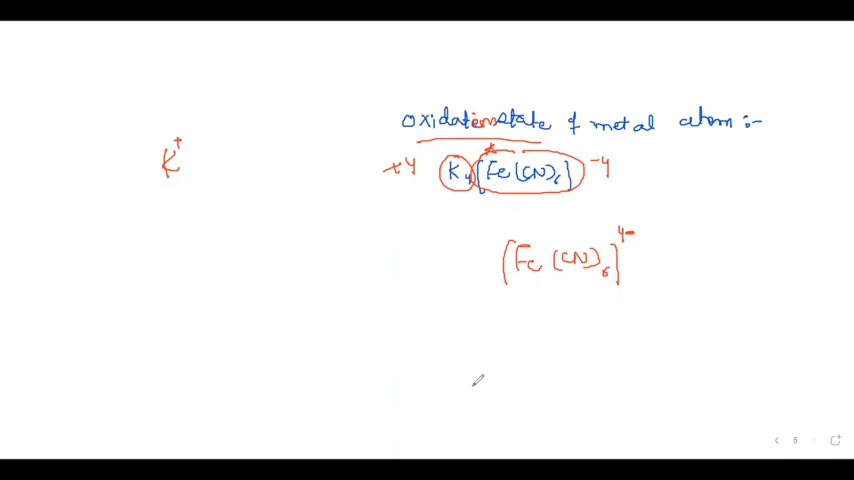 oxidation state of metal atom :-
K⁺
+4 K₄[Fe(CN)₆] -4
[Fe(CN)₆]⁴⁻
5